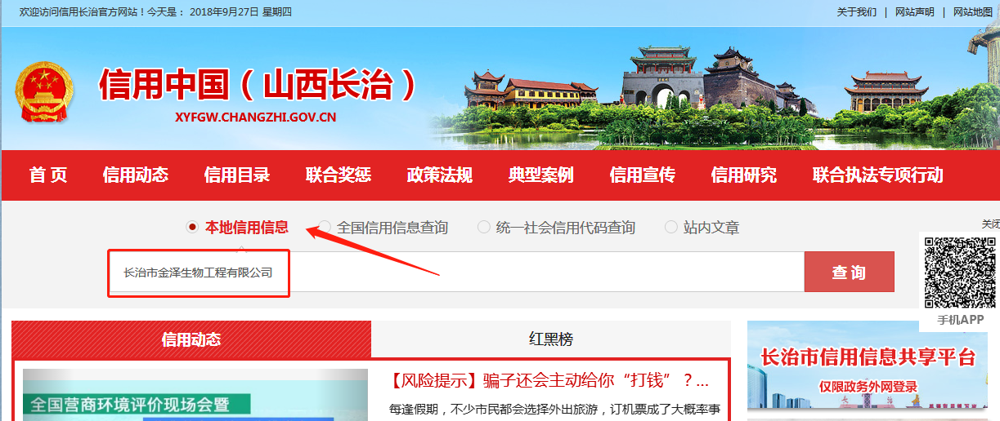 欢迎访问信用长治官方网站！今天是： 2018年9月27日 星期四
关于我们 | 网站声明 | 网站地图
信用中国（山西长治）
XYFGW.CHANGZHI.GOV.CN
首 页 信用动态 信用目录 联合奖惩 政策法规 典型案例 信用宣传 信用研究 联合执法专项行动
本地信用信息 全国信用信息查询 统一社会信用代码查询 站内文章
关闭
长治市金泽生物工程有限公司
查 询
手机APP
信用动态 红黑榜
长治市信用信息共享平台
仅限政务外网登录
【风险提示】骗子还会主动给你“打钱”？...
全国营商环境评价现场会暨
每逢假期，不少市民都会选择外出旅游，订机票成了大概率事